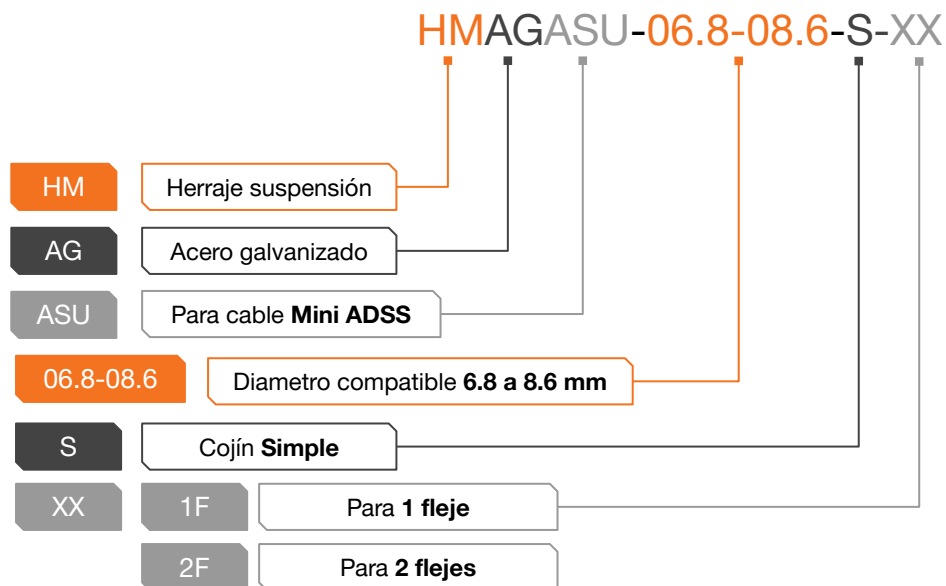 HMAGASU-06.8-08.6-S-XX
HM Herraje suspensión
AG Acero galvanizado
ASU Para cable Mini ADSS
06.8-08.6 Diametro compatible 6.8 a 8.6 mm
S Cojín Simple
XX 1F Para 1 fleje
2F Para 2 flejes